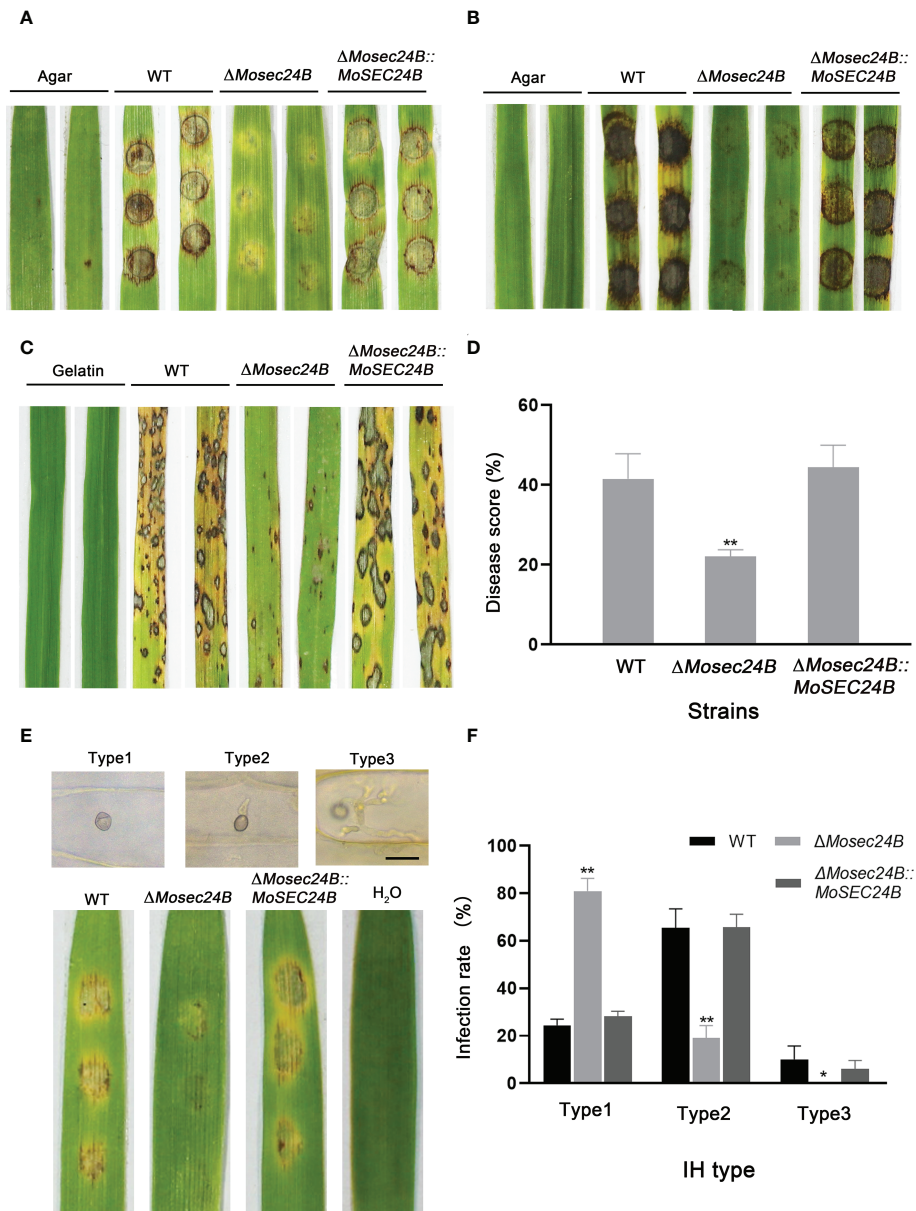 A
Agar WT ΔMosec24B ΔMosec24B::
MoSEC24B
B
Agar WT ΔMosec24B ΔMosec24B::
MoSEC24B
C
Gelatin WT ΔMosec24B ΔMosec24B::
MoSEC24B
D
Disease score (%)
60
40
20
0
**
WT ΔMosec24B ΔMosec24B::
MoSEC24B
Strains
E
Type1 Type2 Type3
WT ΔMosec24B ΔMosec24B::
MoSEC24B H₂O
F
WT ΔMosec24B
ΔMosec24B::
MoSEC24B
Infection rate (%)
100
80
60
40
20
0
**
**
*
Type1 Type2 Type3
IH type